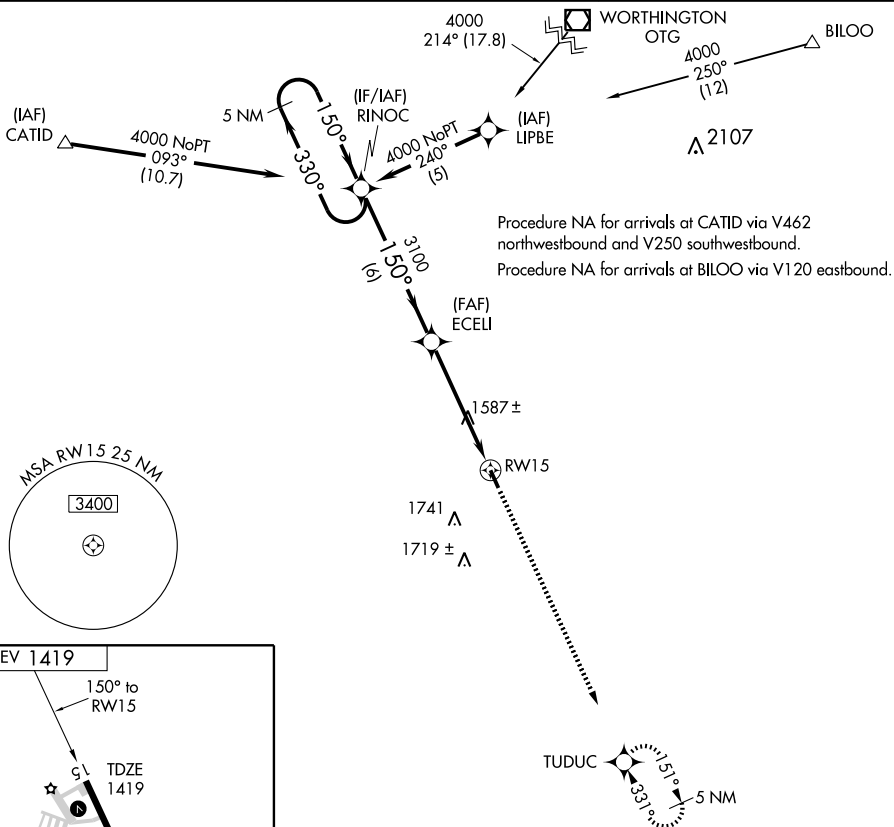 4000
214° (17.8)
WORTHINGTON
OTG
BILOO
4000
250°
(12)
(IAF)
CATID
4000 NoPT
093°
(10.7)
5 NM
150°
330°
(IF/IAF)
RINOC
4000 NoPT
240°
(5)
(IAF)
LIPBE
2107
Procedure NA for arrivals at CATID via V462
northwestbound and V250 southwestbound.
Procedure NA for arrivals at BILOO via V120 eastbound.
3100
150°
(6)
(FAF)
ECELI
1587 ±
RW15
1741
1719 ±
MSA RW15 25 NM
3400
EV 1419
150° to
RW15
15
TDZE
1419
TUDUC
151°
331°
5 NM